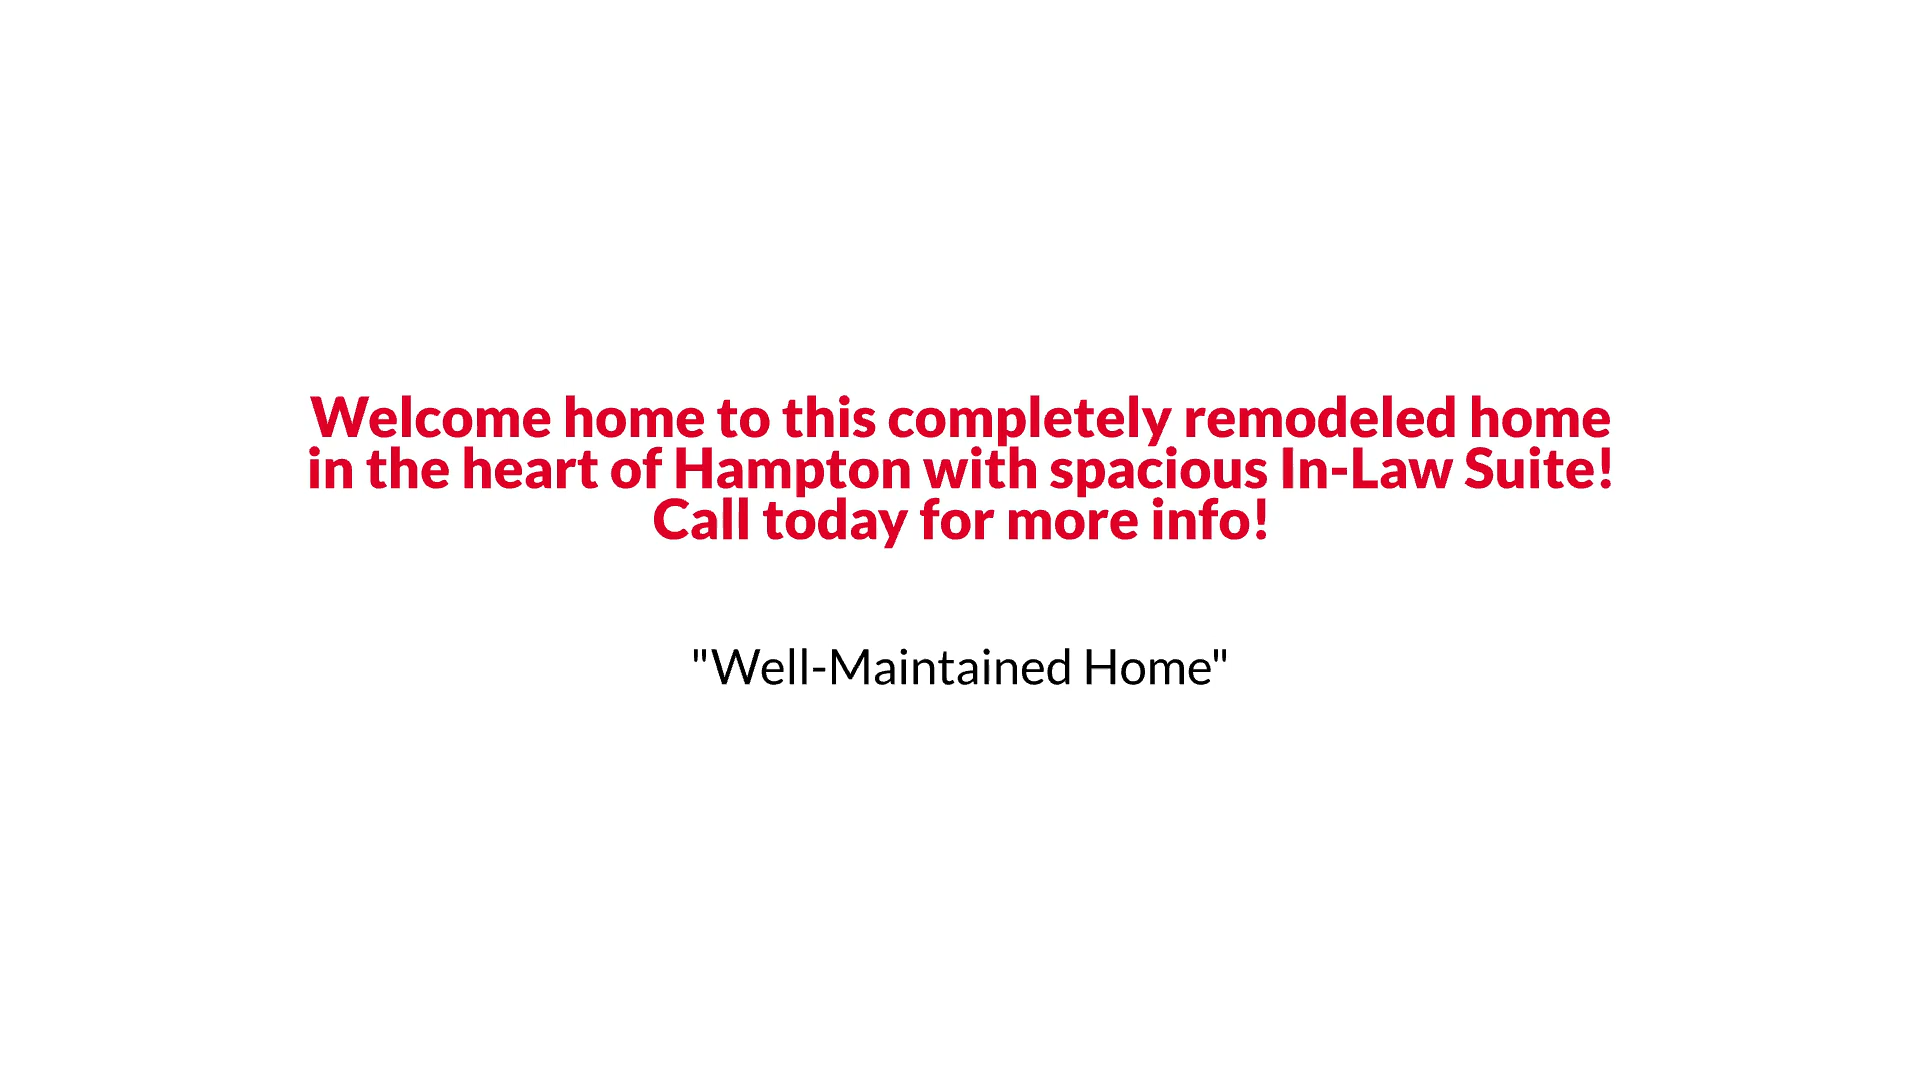 Welcome home to this completely remodeled home
in the heart of Hampton with spacious In-Law Suite!
Call today for more info!
"Well-Maintained Home"